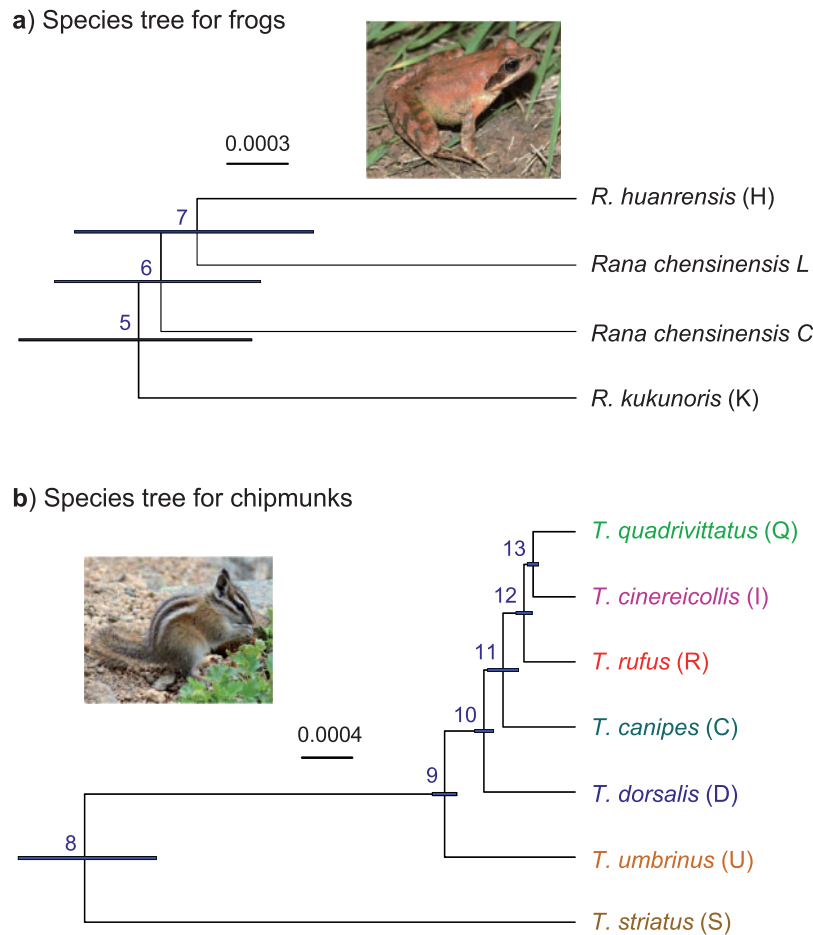 a) Species tree for frogs
0.0003
7
R. huanrensis (H)
Rana chensinensis L
6
5
Rana chensinensis C
R. kukunoris (K)
b) Species tree for chipmunks
T. quadrivittatus (Q)
13
T. cinereicollis (I)
12
T. rufus (R)
11
T. canipes (C)
10
0.0004
T. dorsalis (D)
9
T. umbrinus (U)
8
T. striatus (S)